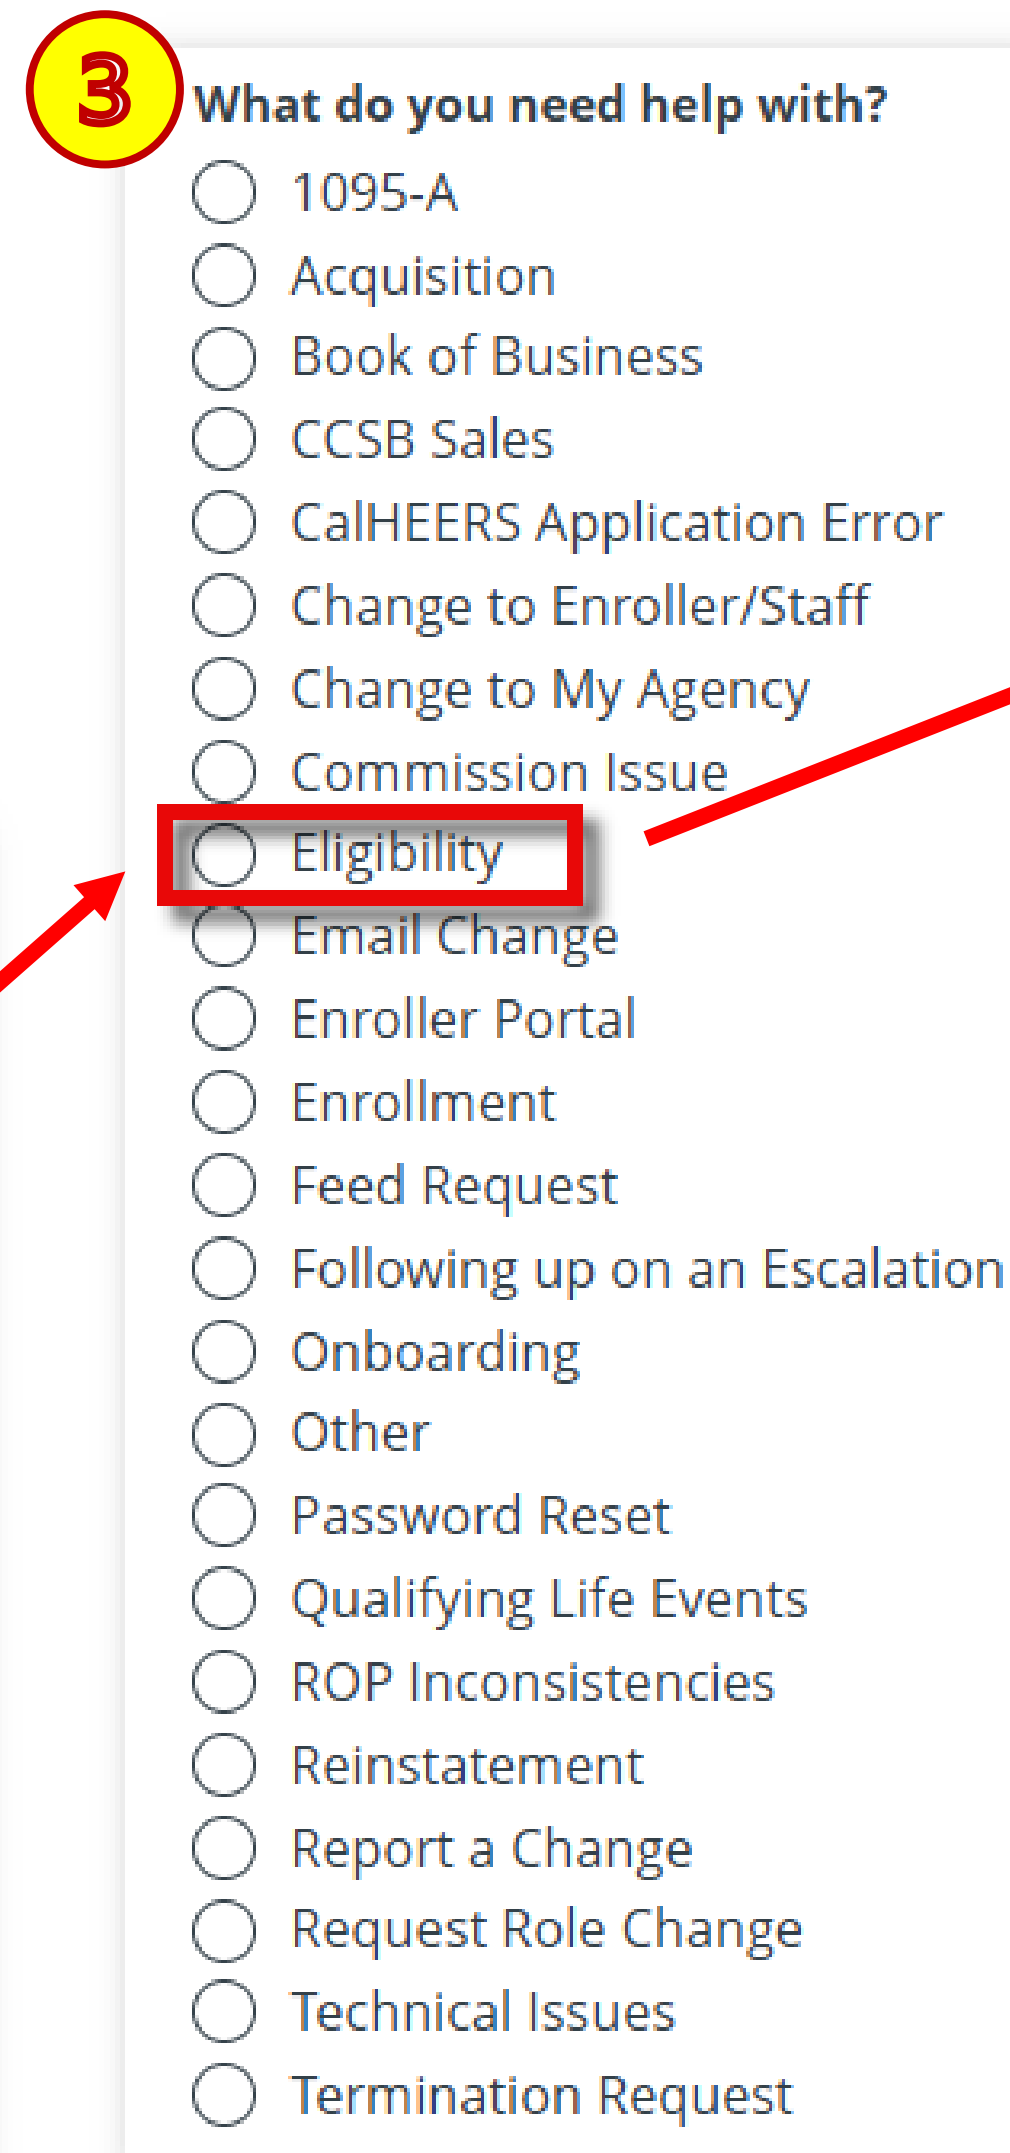 3
What do you need help with?
1095-A
Acquisition
Book of Business
CCSB Sales
CalHEERS Application Error
Change to Enroller/Staff
Change to My Agency
Commission Issue
Eligibility
Email Change
Enroller Portal
Enrollment
Feed Request
Following up on an Escalation
Onboarding
Other
Password Reset
Qualifying Life Events
ROP Inconsistencies
Reinstatement
Report a Change
Request Role Change
Technical Issues
Termination Request